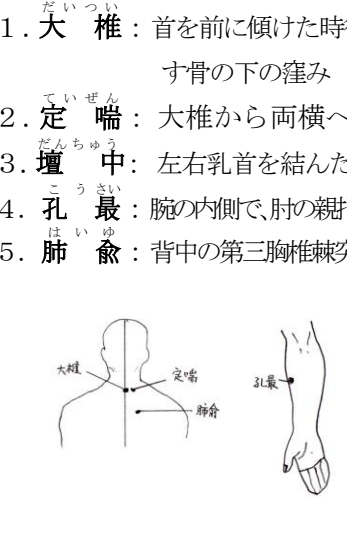 だいつい
1．大　椎：首を前に傾けた時
す骨の下の窪み
ていぜん
2．定　喘：大椎から両横へ
だんちゅう
3．壇　中：左右乳首を結んだ
こうさい
4．孔　最：腕の内側で、肘の親指
はいゆ
5．肺　兪：背中の第三胸椎棘突
大椎
定喘
肺兪
孔最